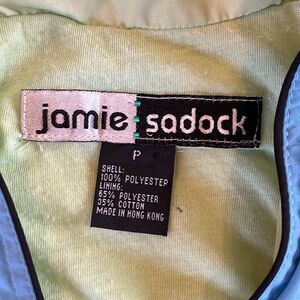 jamie sadock
P
SHELL:
100% POLYESTER
LINING:
65% POLYESTER
35% COTTON
MADE IN HONG KONG